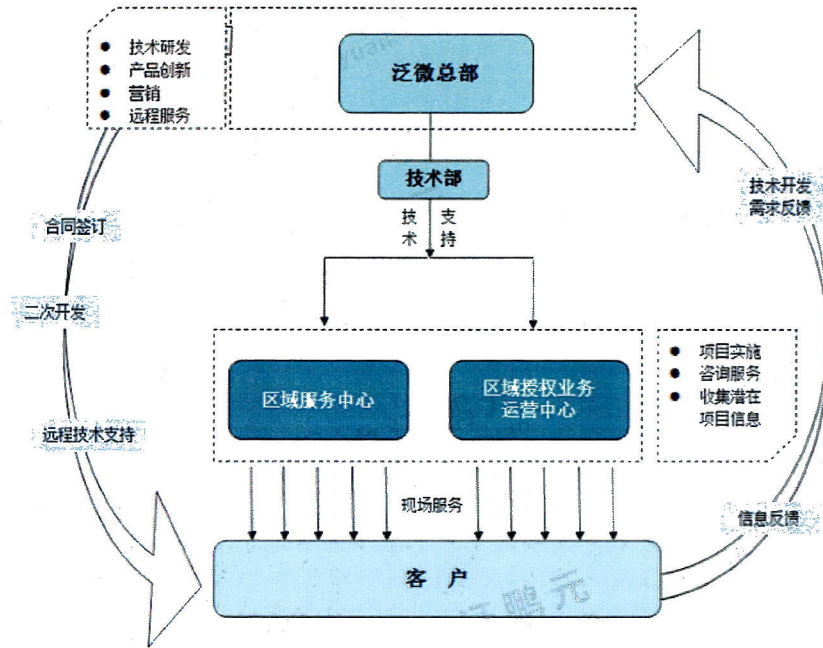 ● 技术研发
● 产品创新
● 营销
● 远程服务
泛微总部
技术部
技术 支持
合同签订
二次开发
远程技术支持
技术开发
需求反馈
区域服务中心
区域授权业务
运营中心
● 项目实施
● 咨询服务
● 收集潜在
项目信息
现场服务
信息反馈
客 户
鹏元